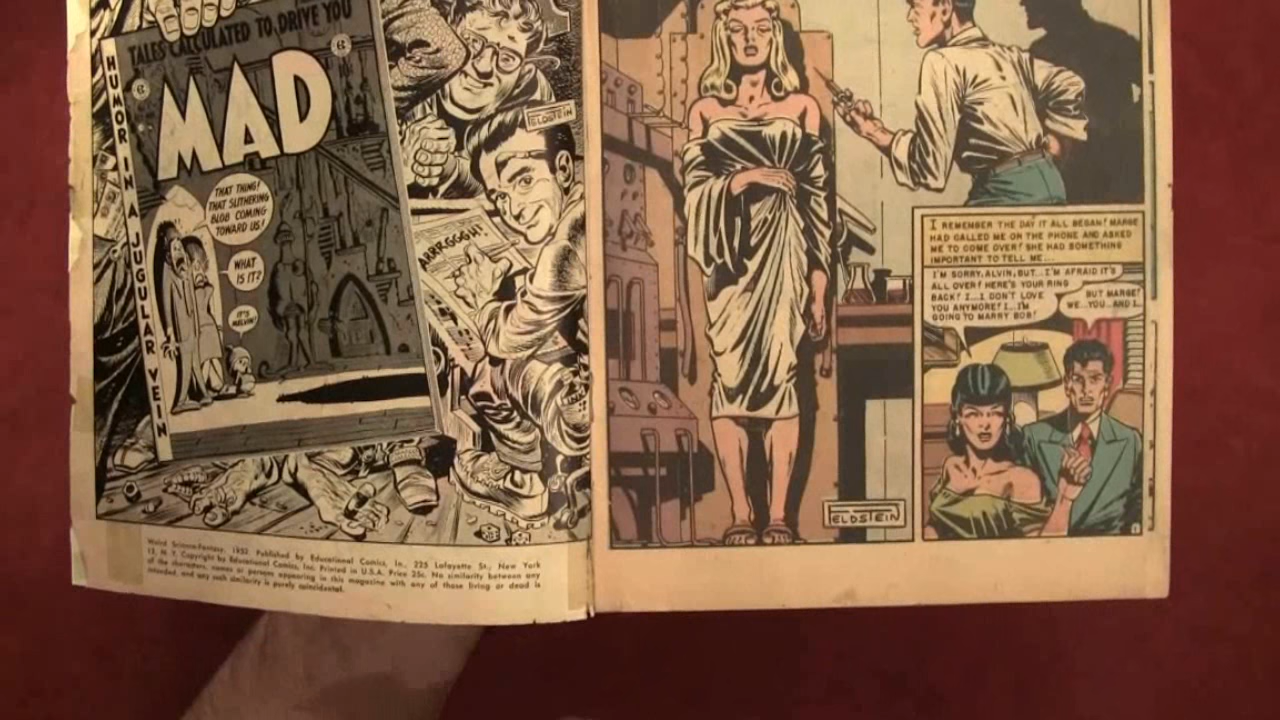 TALES CALCULATED TO DRIVE YOU
MAD
HUMOR IN A JUGULAR VEIN
THAT THING!
THAT SLITHERING
BLOB COMING
TOWARD US!
WHAT
IS IT?
IT'S
MELVIN!
FELDSTEIN
ARRRGGGH!
INK
Weird Science-Fantasy, 1952. Published by Educational Comics, Inc., 225 Lafayette St., New York
12, N. Y. Copyright by Educational Comics, Inc. Printed in U.S.A. Price 25c. No similarity between any
of the characters, names or persons appearing in this magazine with any of those living or dead is
intended, and any such similarity is purely coincidental.
FELDSTEIN
I REMEMBER THE DAY IT ALL BEGAN! MARGE
HAD CALLED ME ON THE PHONE AND ASKED
ME TO COME OVER! SHE HAD SOMETHING
IMPORTANT TO TELL ME...
I'M SORRY, ALVIN, BUT...I'M AFRAID IT'S
ALL OVER! HERE'S YOUR RING
BACK! I...I DON'T LOVE
YOU ANYMORE! I...I'M
GOING TO MARRY BOB!
BUT MARGE!
WE...YOU...AND I...